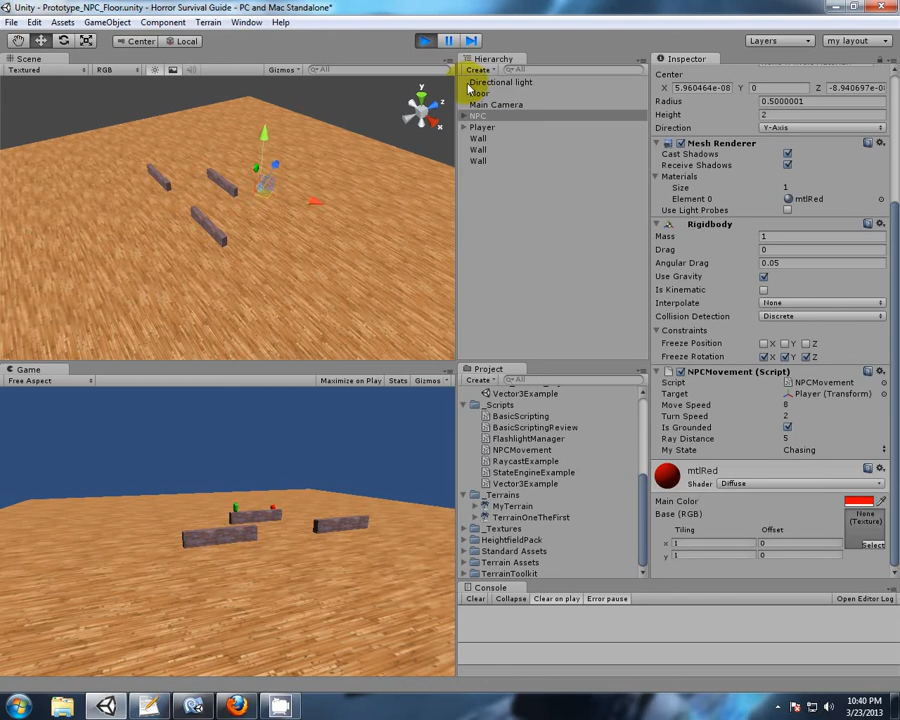 Unity - Prototype_NPC_Floor.unity - Horror Survival Guide - PC and Mac Standalone*
File Edit Assets GameObject Component Terrain Window Help
Center Local Layers my layout
Scene
Textured RGB Gizmos All
Hierarchy
Create All
Directional light
Main Camera
NPC
Player
Wall
Wall
Wall
Inspector
Center
X 5.960464e-08 Y 0 Z -8.940697e-0
Radius 0.5000001
Height 2
Direction Y-Axis
Mesh Renderer
Cast Shadows
Receive Shadows
Materials
Size 1
Element 0 mtlRed
Use Light Probes
Rigidbody
Mass 1
Drag 0
Angular Drag 0.05
Use Gravity
Is Kinematic
Interpolate None
Collision Detection Discrete
Constraints
Freeze Position X Y Z
Freeze Rotation X Y Z
NPCMovement (Script)
Script NPCMovement
Target Player (Transform)
Move Speed 8
Turn Speed 2
Is Grounded
Ray Distance 5
My State Chasing
mtlRed
Shader Diffuse
Main Color
Base (RGB)
None
(Texture)
Tiling Offset
x 1 0
y 1 0
Select
Game
Free Aspect Maximize on Play Stats Gizmos
Project
Create All
Vector3Example
_Scripts
BasicScripting
BasicScriptingReview
FlashlightManager
NPCMovement
RaycastExample
StateEngineExample
Vector3Example
_Terrains
MyTerrain
TerrainOneTheFirst
_Textures
HeightfieldPack
Standard Assets
Terrain Assets
TerrainToolkit
Console
Clear Collapse Clear on play Error pause Open Editor Log
10:40 PM
3/23/2013